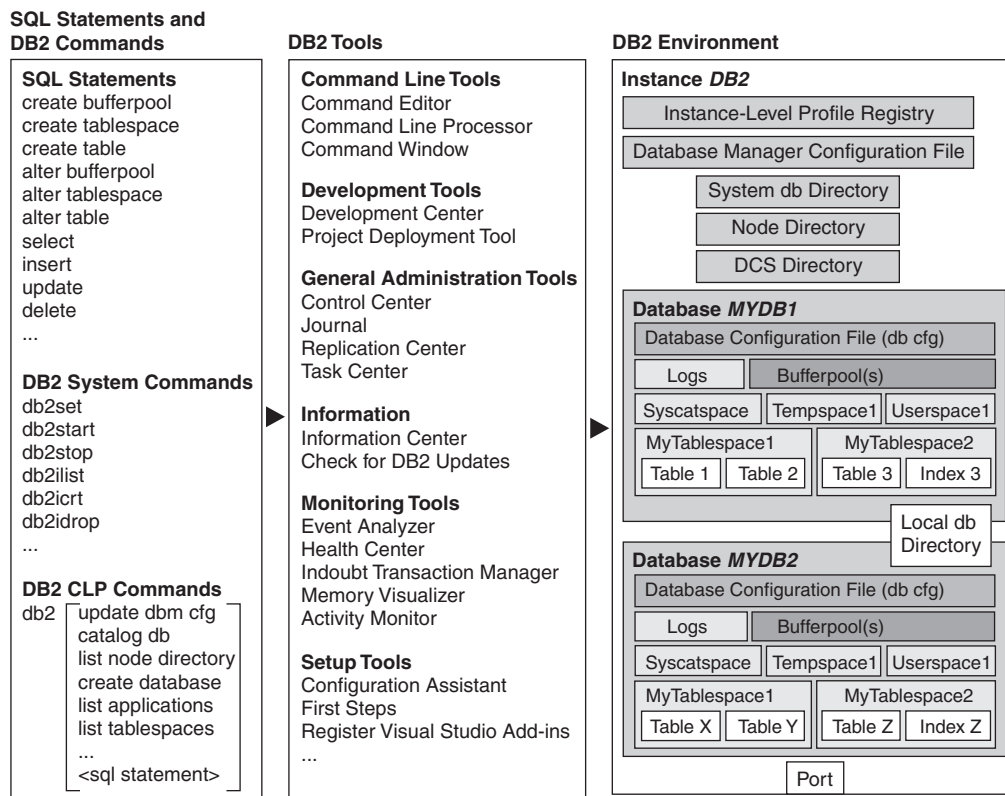 SQL Statements and
DB2 Commands
SQL Statements
create bufferpool
create tablespace
create table
alter bufferpool
alter tablespace
alter table
select
insert
update
delete
...
DB2 System Commands
db2set
db2start
db2stop
db2ilist
db2icrt
db2idrop
...
DB2 CLP Commands
db2
update dbm cfg
catalog db
list node directory
create database
list applications
list tablespaces
...
<sql statement>
DB2 Tools
Command Line Tools
Command Editor
Command Line Processor
Command Window
Development Tools
Development Center
Project Deployment Tool
General Administration Tools
Control Center
Journal
Replication Center
Task Center
Information
Information Center
Check for DB2 Updates
Monitoring Tools
Event Analyzer
Health Center
Indoubt Transaction Manager
Memory Visualizer
Activity Monitor
Setup Tools
Configuration Assistant
First Steps
Register Visual Studio Add-ins
...
DB2 Environment
Instance DB2
Instance-Level Profile Registry
Database Manager Configuration File
System db Directory
Node Directory
DCS Directory
Database MYDB1
Database Configuration File (db cfg)
Logs
Bufferpool(s)
Syscatspace
Tempspace1
Userspace1
MyTablespace1
Table 1
Table 2
MyTablespace2
Table 3
Index 3
Local db
Directory
Database MYDB2
Database Configuration File (db cfg)
Logs
Bufferpool(s)
Syscatspace
Tempspace1
Userspace1
MyTablespace1
Table X
Table Y
MyTablespace2
Table Z
Index Z
Port